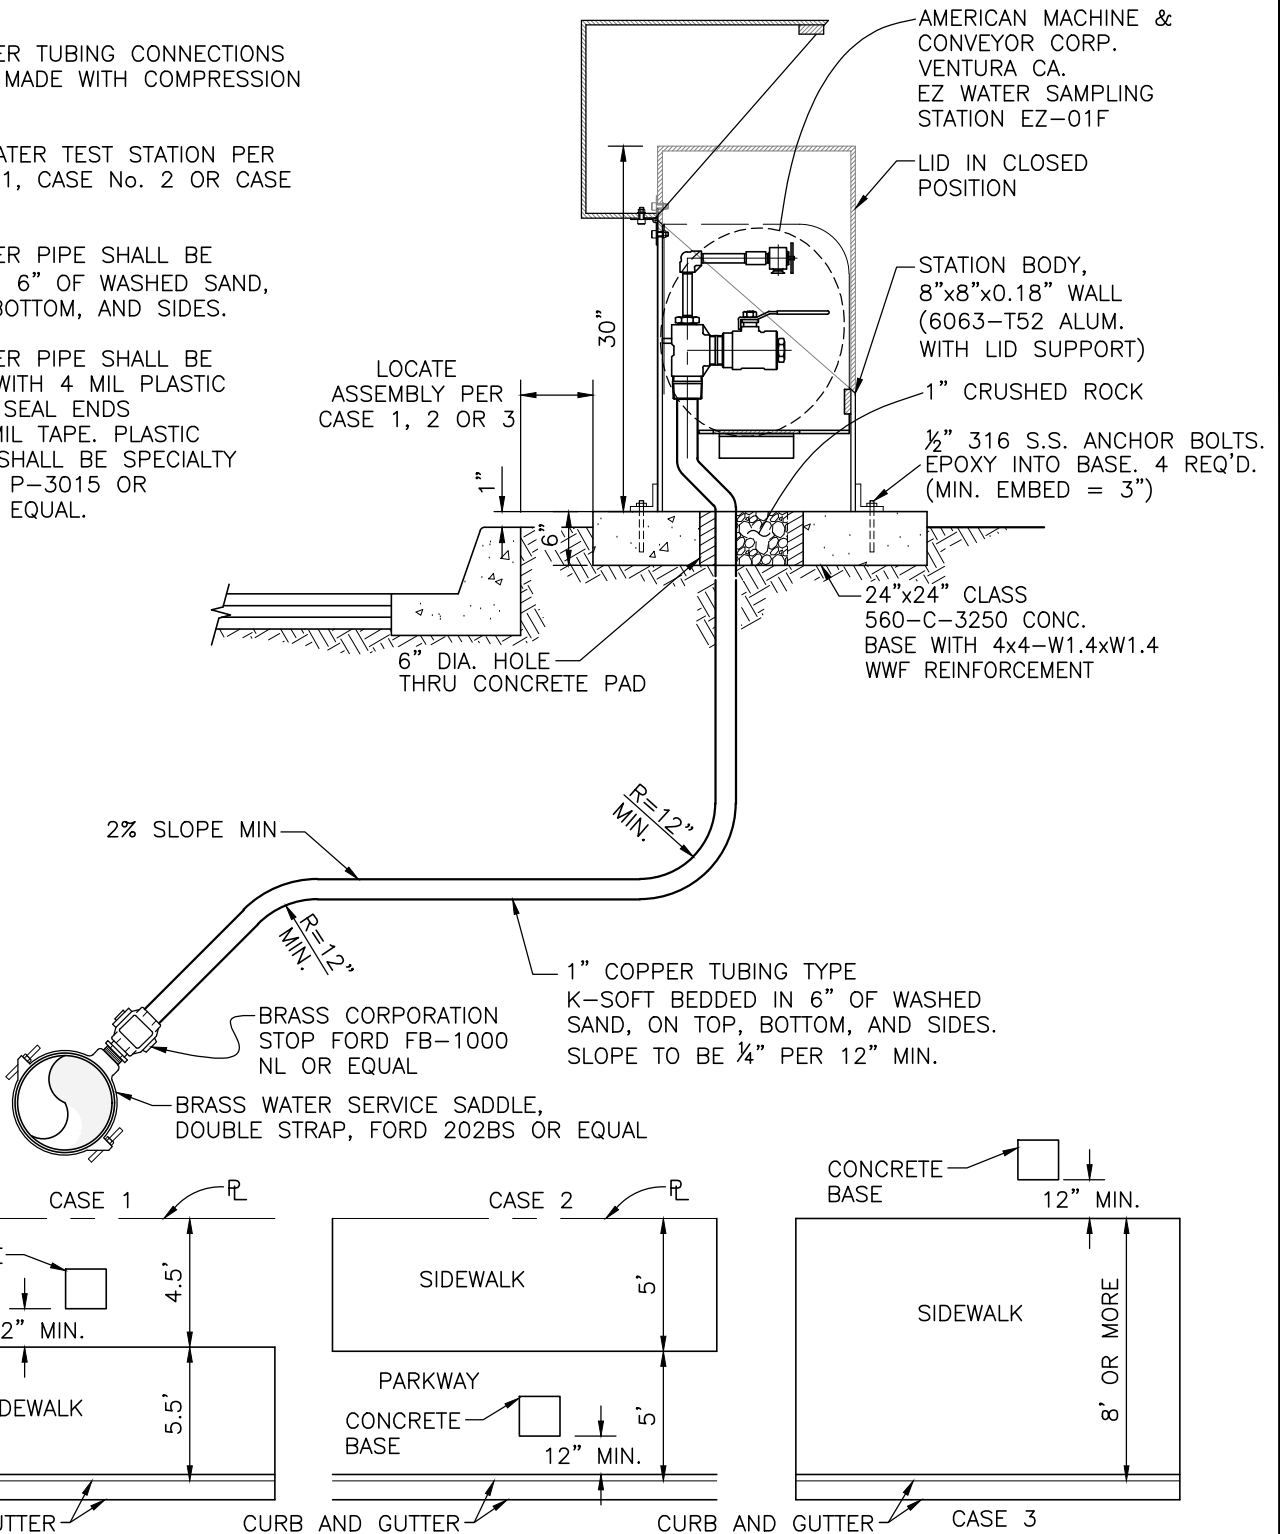 ER TUBING CONNECTIONS
MADE WITH COMPRESSION
ATER TEST STATION PER
1, CASE No. 2 OR CASE
ER PIPE SHALL BE
6" OF WASHED SAND,
BOTTOM, AND SIDES.
ER PIPE SHALL BE
WITH 4 MIL PLASTIC
SEAL ENDS
MIL TAPE. PLASTIC
SHALL BE SPECIALTY
P-3015 OR
EQUAL.
AMERICAN MACHINE &
CONVEYOR CORP.
VENTURA CA.
EZ WATER SAMPLING
STATION EZ-01F
LID IN CLOSED
POSITION
STATION BODY,
8"x8"x0.18" WALL
(6063-T52 ALUM.
WITH LID SUPPORT)
1" CRUSHED ROCK
½" 316 S.S. ANCHOR BOLTS.
EPOXY INTO BASE. 4 REQ'D.
(MIN. EMBED = 3")
30"
LOCATE
ASSEMBLY PER
CASE 1, 2 OR 3
1"
6"
24"x24" CLASS
560-C-3250 CONC.
BASE WITH 4x4-W1.4xW1.4
WWF REINFORCEMENT
6" DIA. HOLE
THRU CONCRETE PAD
R=12"
MIN.
2% SLOPE MIN
R=12"
MIN.
1" COPPER TUBING TYPE
K-SOFT BEDDED IN 6" OF WASHED
SAND, ON TOP, BOTTOM, AND SIDES.
SLOPE TO BE ¼" PER 12" MIN.
BRASS CORPORATION
STOP FORD FB-1000
NL OR EQUAL
BRASS WATER SERVICE SADDLE,
DOUBLE STRAP, FORD 202BS OR EQUAL
CASE 1
PL
4.5'
2" MIN.
DEWALK
5.5'
UTTER
CASE 2
PL
SIDEWALK
5'
PARKWAY
CONCRETE
BASE
5'
12" MIN.
CURB AND GUTTER
CONCRETE
BASE
12" MIN.
SIDEWALK
8' OR MORE
CURB AND GUTTER
CASE 3